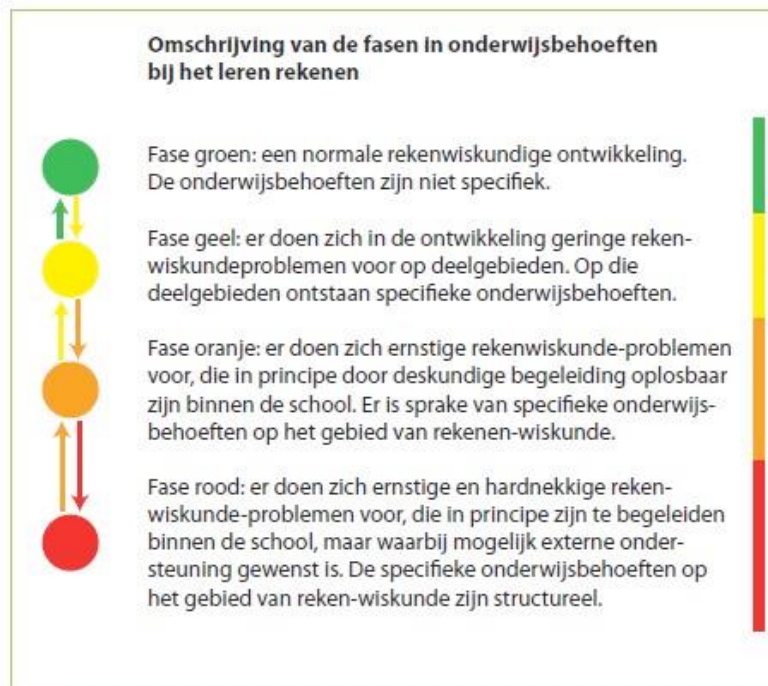 Omschrijving van de fasen in onderwijsbehoeften
bij het leren rekenen
Fase groen: een normale rekenwiskundige ontwikkeling.
De onderwijsbehoeften zijn niet specifiek.
Fase geel: er doen zich in de ontwikkeling geringe reken-
wiskundeproblemen voor op deelgebieden. Op die
deelgebieden ontstaan specifieke onderwijsbehoeften.
Fase oranje: er doen zich ernstige rekenwiskunde-problemen
voor, die in principe door deskundige begeleiding oplosbaar
zijn binnen de school. Er is sprake van specifieke onderwijs-
behoeften op het gebied van rekenen-wiskunde.
Fase rood: er doen zich ernstige en hardnekkige reken-
wiskunde-problemen voor, die in principe zijn te begeleiden
binnen de school, maar waarbij mogelijk externe onder-
steuning gewenst is. De specifieke onderwijsbehoeften op
het gebied van reken-wiskunde zijn structureel.